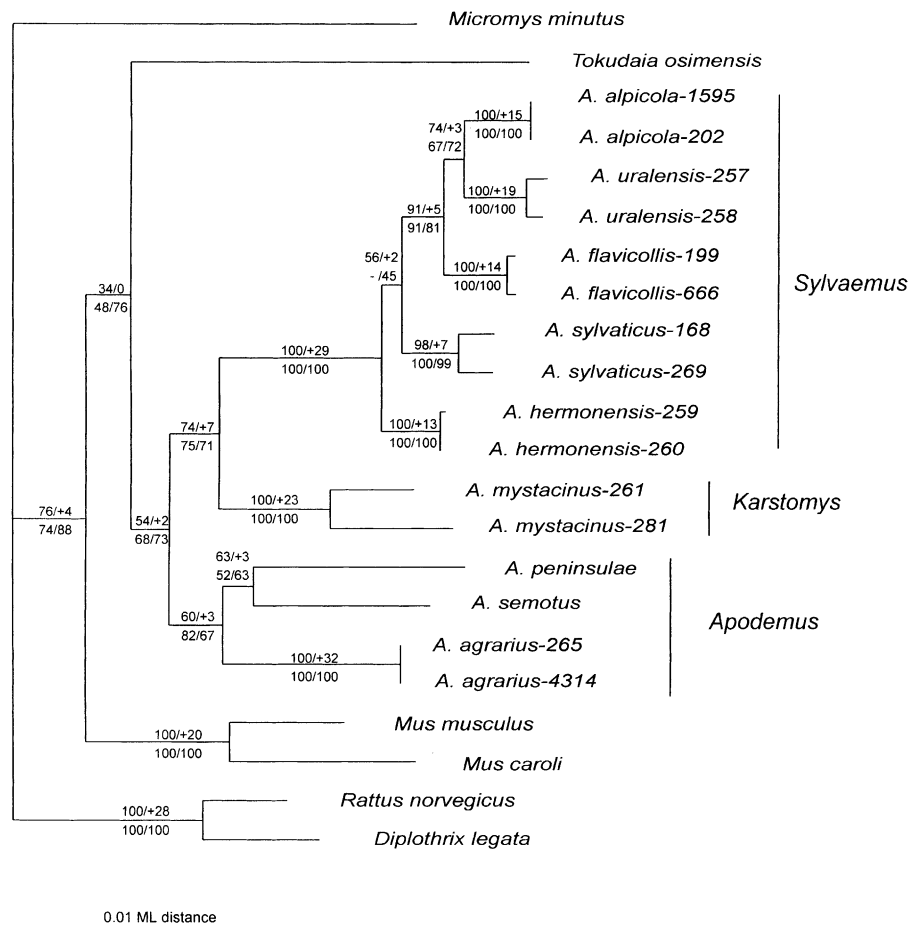 Micromys minutus
Tokudaia osimensis
A. alpicola-1595
100/+15
74/+3
A. alpicola-202
67/72
100/100
A. uralensis-257
100/+19
100/100
91/+5
A. uralensis-258
91/81
A. flavicollis-199
56/+2
100/+14
- /45
100/100
Sylvaemus
34/0
A. flavicollis-666
48/76
A. sylvaticus-168
98/+7
100/+29
100/99
100/100
A. sylvaticus-269
A. hermonensis-259
74/+7
100/+13
75/71
100/100
A. hermonensis-260
A. mystacinus-261
100/+23
Karstomys
76/+4
100/100
74/88
54/+2
A. mystacinus-281
68/73
63/+3
A. peninsulae
52/63
A. semotus
60/+3
Apodemus
82/67
A. agrarius-265
100/+32
100/100
A. agrarius-4314
Mus musculus
100/+20
100/100
Mus caroli
Rattus norvegicus
100/+28
100/100
Diplothrix legata
0.01 ML distance